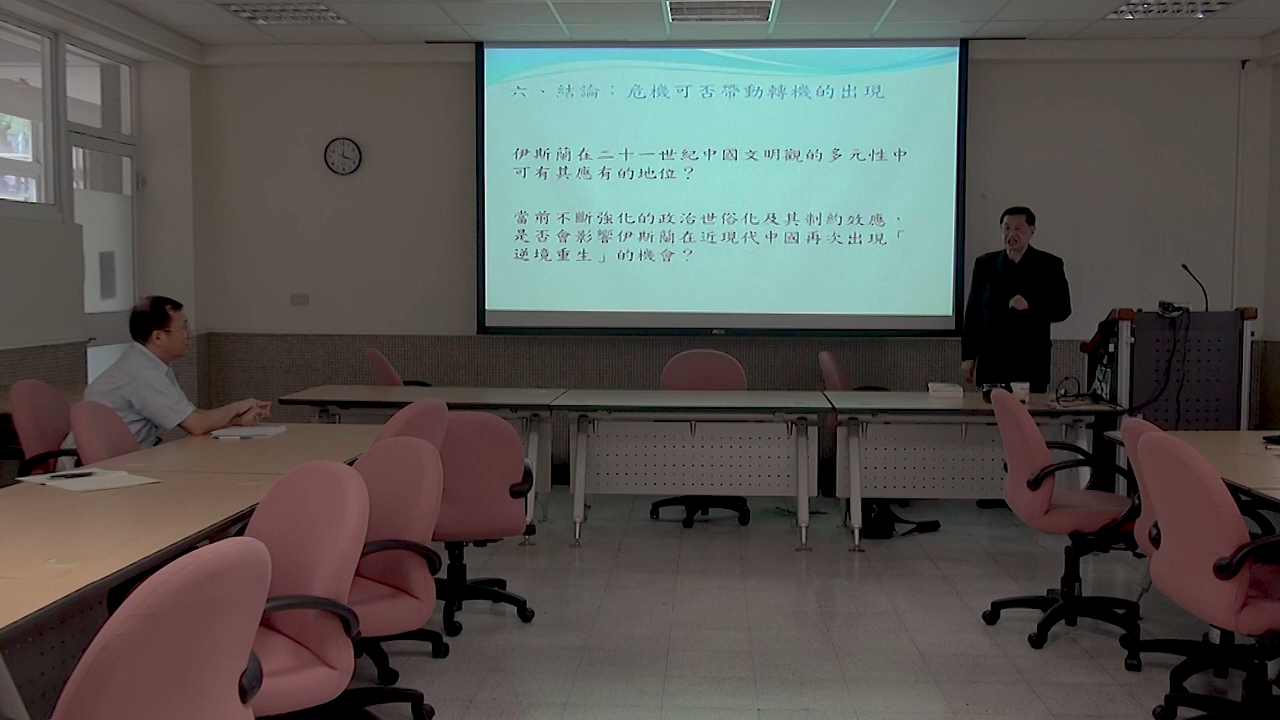 六、結論：危機可否帶動轉機的出現
伊斯蘭在二十一世紀中國文明觀的多元性中
可有其應有的地位？
當前不斷強化的政治世俗化及其制約效應，
是否會影響伊斯蘭在近現代中國再次出現「
逆境重生」的機會？